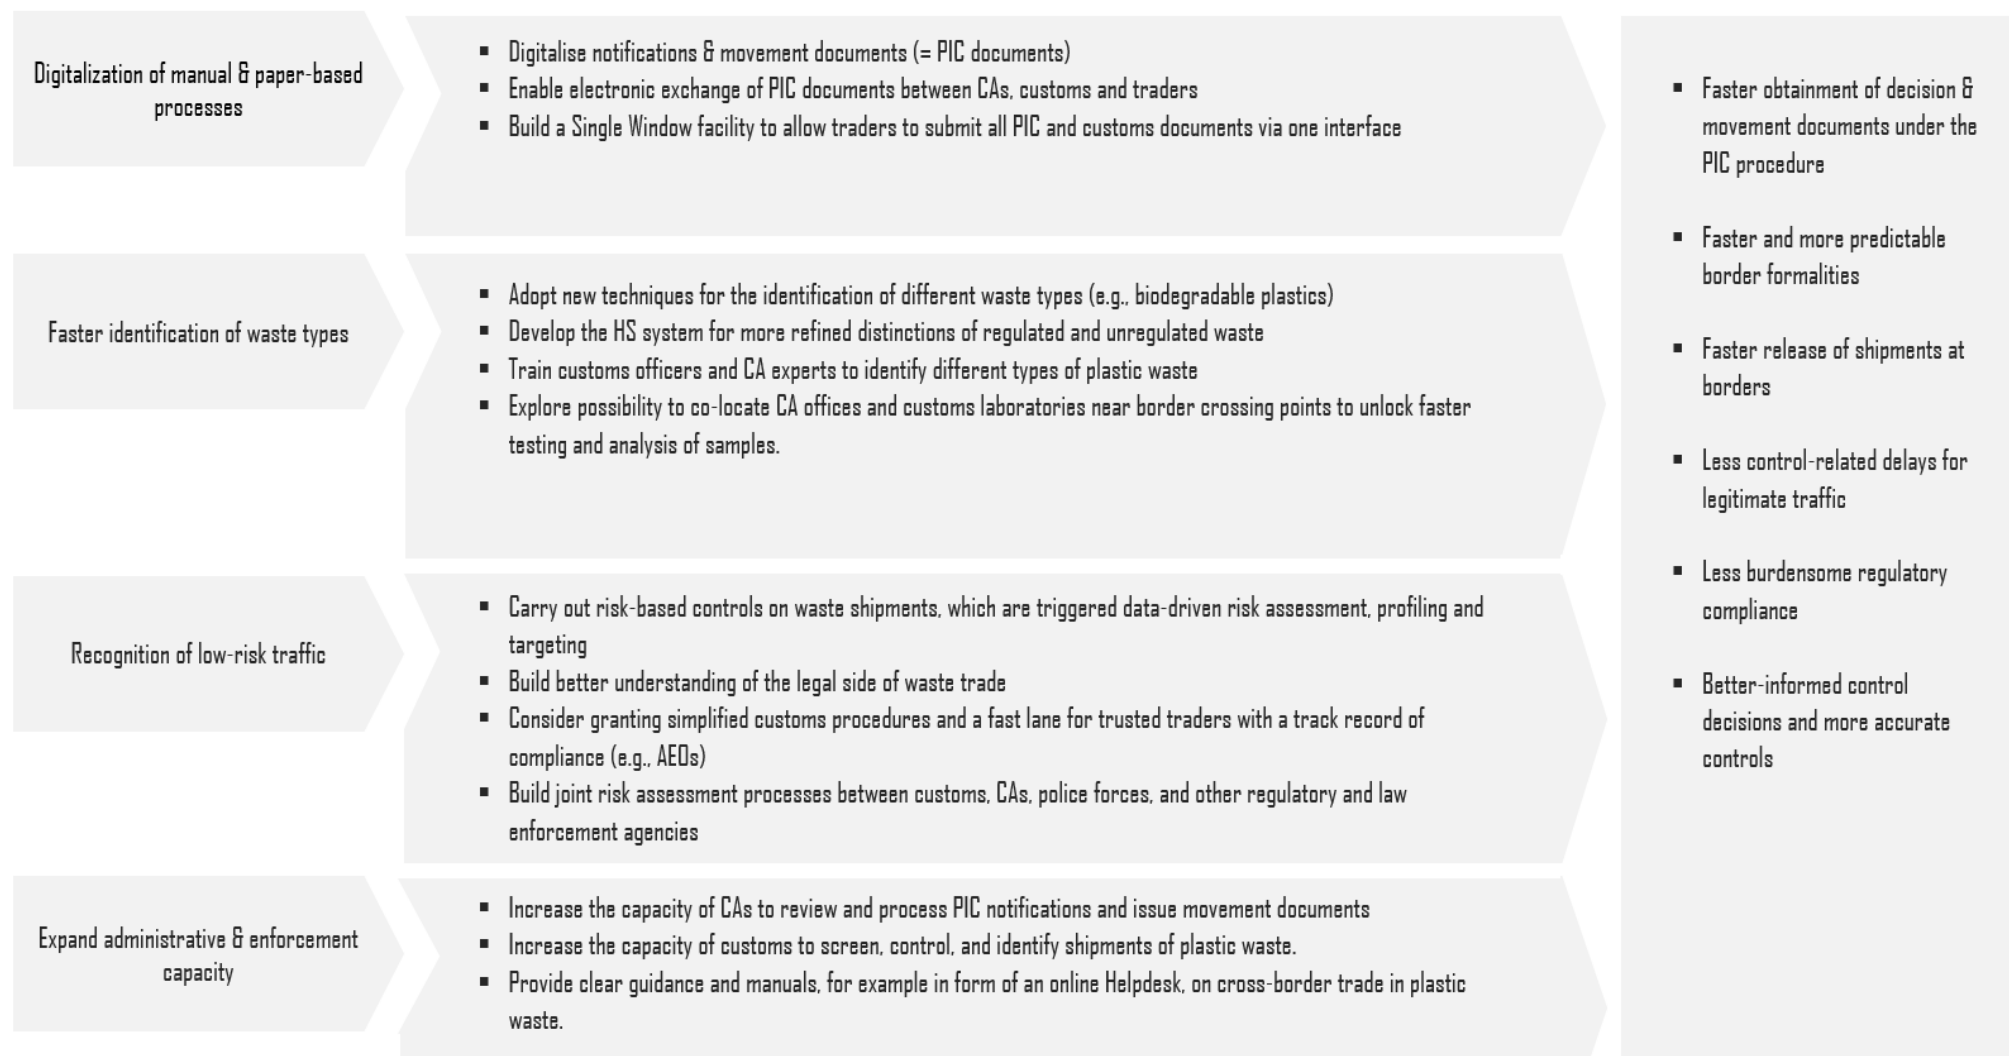 Digitalization of manual & paper-based
processes
▪ Digitalise notifications & movement documents (= PIC documents)
▪ Enable electronic exchange of PIC documents between CAs, customs and traders
▪ Build a Single Window facility to allow traders to submit all PIC and customs documents via one interface
Faster identification of waste types
▪ Adopt new techniques for the identification of different waste types (e.g., biodegradable plastics)
▪ Develop the HS system for more refined distinctions of regulated and unregulated waste
▪ Train customs officers and CA experts to identify different types of plastic waste
▪ Explore possibility to co-locate CA offices and customs laboratories near border crossing points to unlock faster
testing and analysis of samples.
Recognition of low-risk traffic
▪ Carry out risk-based controls on waste shipments, which are triggered data-driven risk assessment, profiling and
targeting
▪ Build better understanding of the legal side of waste trade
▪ Consider granting simplified customs procedures and a fast lane for trusted traders with a track record of
compliance (e.g., AEOs)
▪ Build joint risk assessment processes between customs, CAs, police forces, and other regulatory and law
enforcement agencies
Expand administrative & enforcement
capacity
▪ Increase the capacity of CAs to review and process PIC notifications and issue movement documents
▪ Increase the capacity of customs to screen, control, and identify shipments of plastic waste.
▪ Provide clear guidance and manuals, for example in form of an online Helpdesk, on cross-border trade in plastic
waste.
▪ Faster obtainment of decision &
movement documents under the
PIC procedure
▪ Faster and more predictable
border formalities
▪ Faster release of shipments at
borders
▪ Less control-related delays for
legitimate traffic
▪ Less burdensome regulatory
compliance
▪ Better-informed control
decisions and more accurate
controls